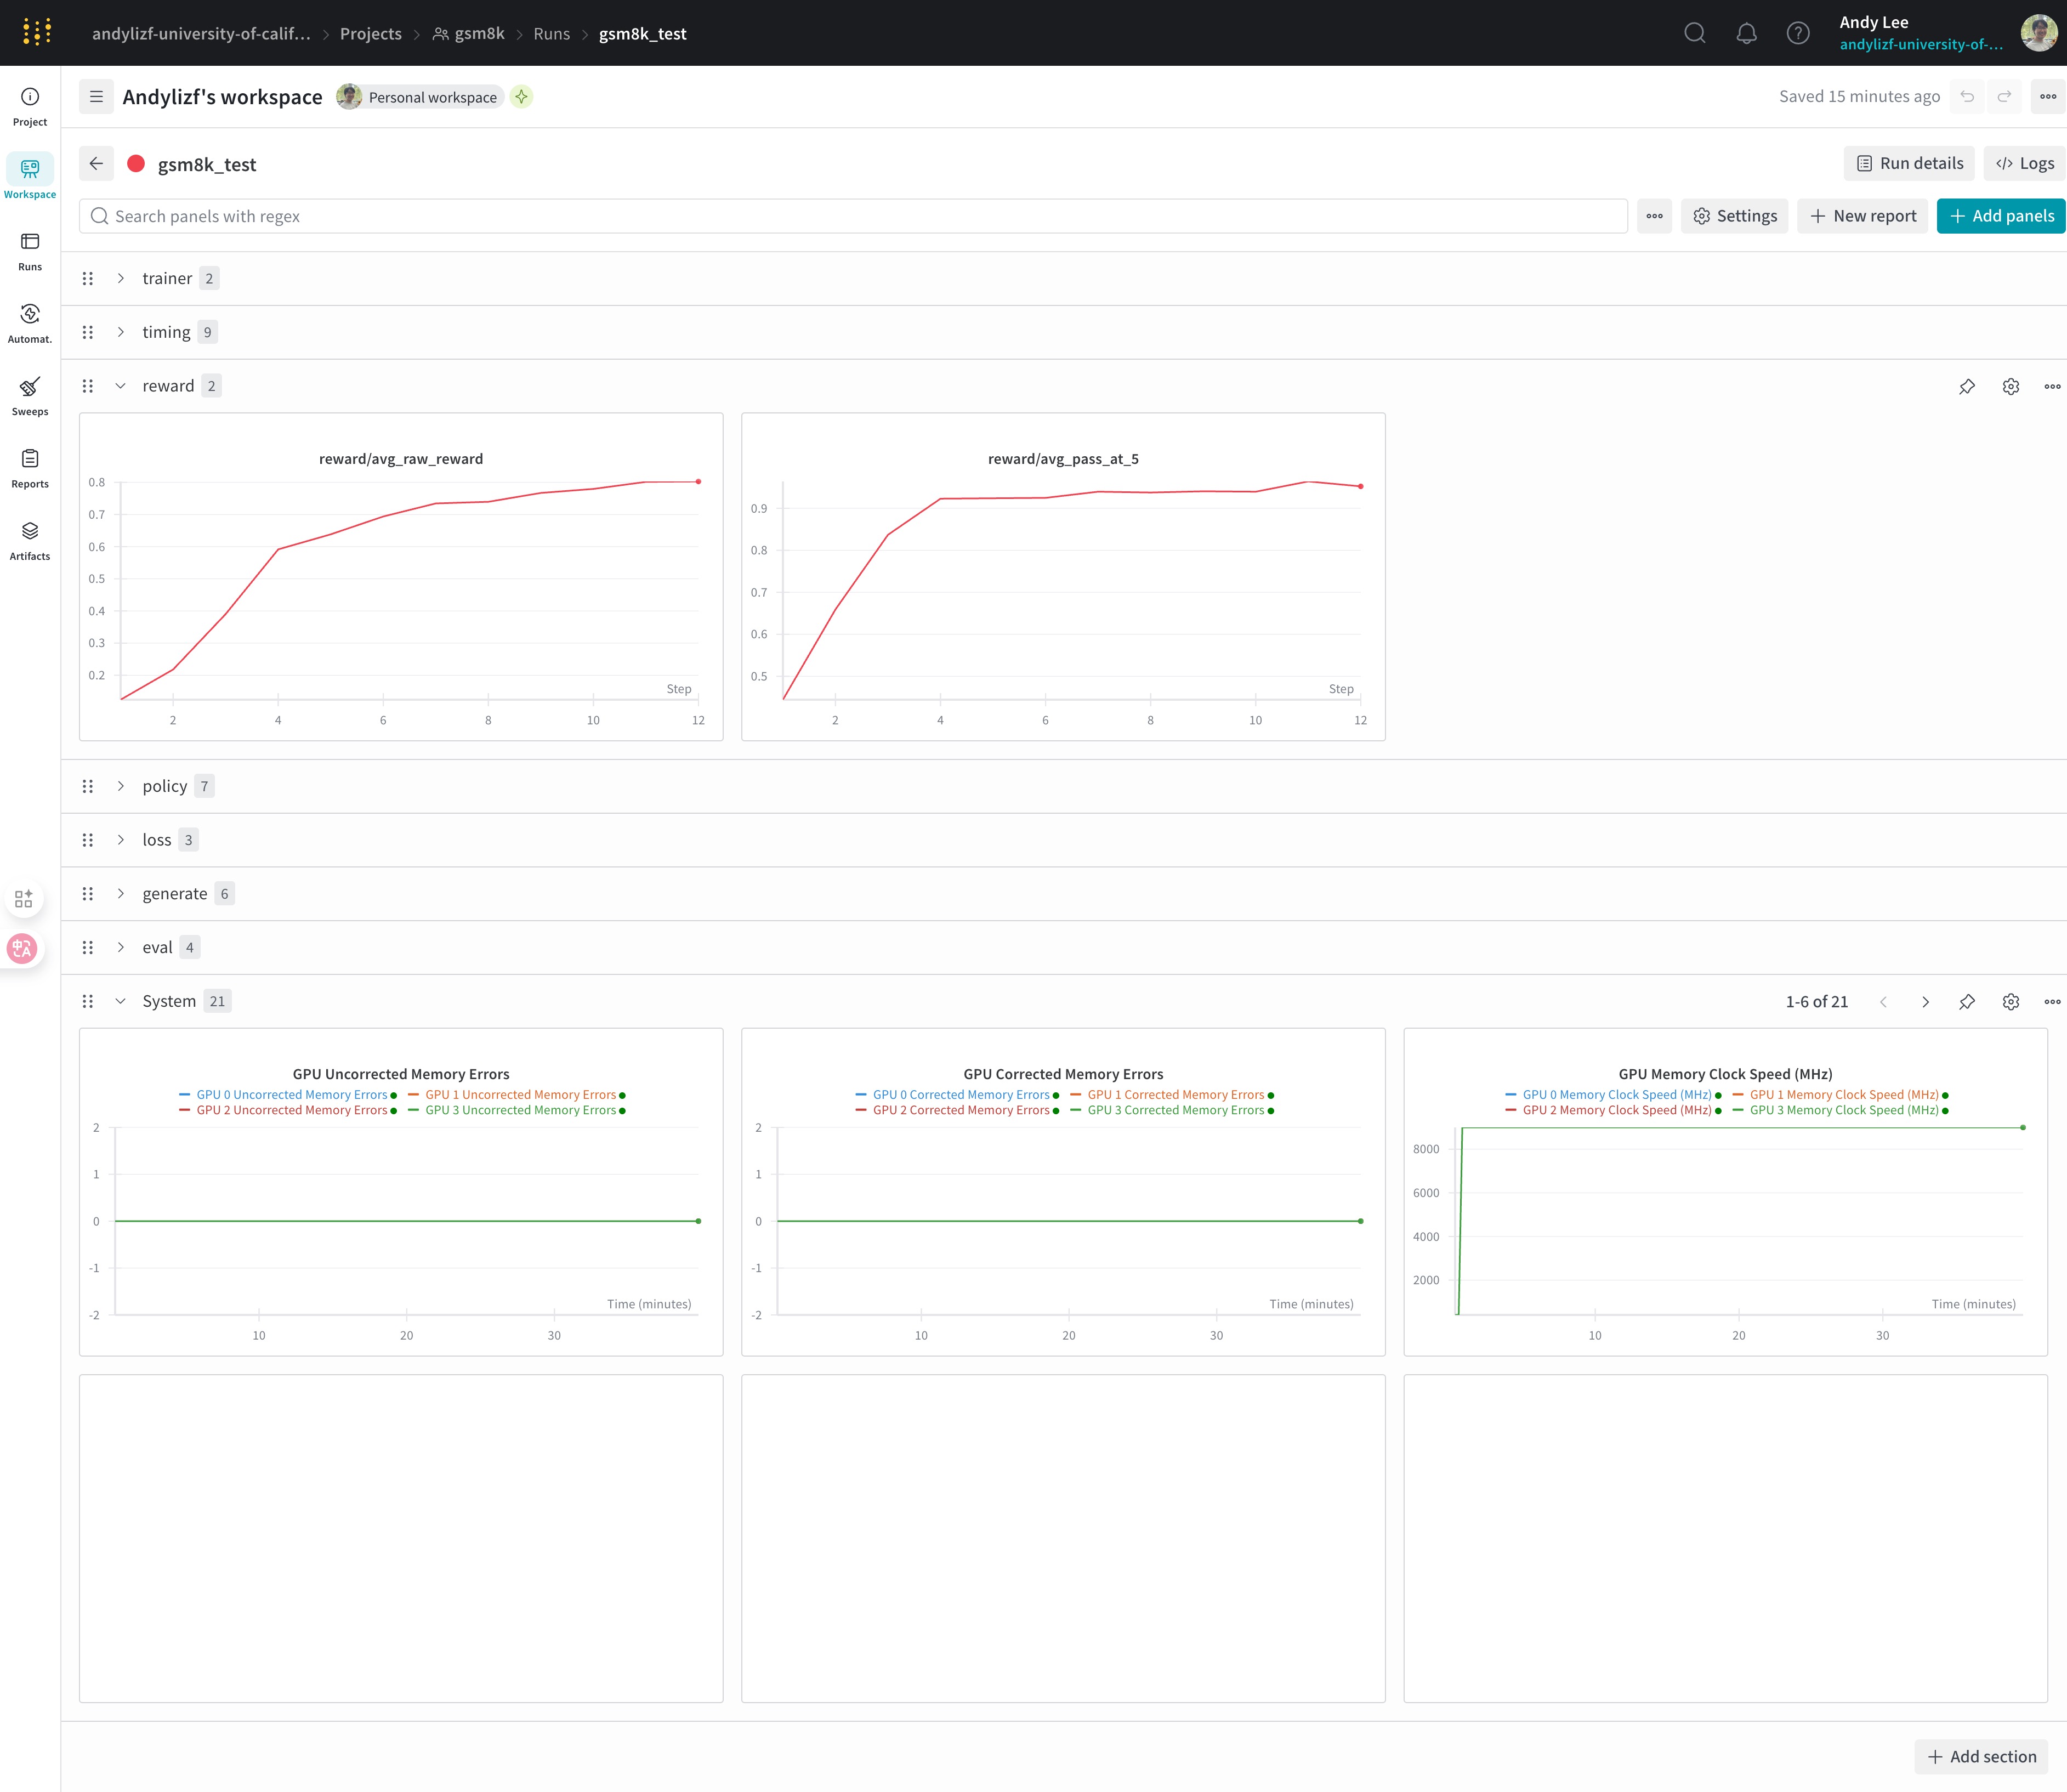 andylizf-university-of-calif... > Projects > gsm8k > Runs > gsm8k_test
Andy Lee
andylizf-university-of-...
Project
Workspace
Runs
Automat.
Sweeps
Reports
Artifacts
Andylizf's workspace Personal workspace Saved 15 minutes ago
gsm8k_test Run details Logs
Search panels with regex Settings New report Add panels
trainer 2
timing 9
reward 2
reward/avg_raw_reward
0.8
0.7
0.6
0.5
0.4
0.3
0.2
Step
2 4 6 8 10 12
reward/avg_pass_at_5
0.9
0.8
0.7
0.6
0.5
Step
2 4 6 8 10 12
policy 7
loss 3
generate 6
eval 4
中A
System 21 1-6 of 21
GPU Uncorrected Memory Errors
GPU 0 Uncorrected Memory Errors GPU 1 Uncorrected Memory Errors
GPU 2 Uncorrected Memory Errors GPU 3 Uncorrected Memory Errors
2
1
0
-1
-2
Time (minutes)
10 20 30
GPU Corrected Memory Errors
GPU 0 Corrected Memory Errors GPU 1 Corrected Memory Errors
GPU 2 Corrected Memory Errors GPU 3 Corrected Memory Errors
2
1
0
-1
-2
Time (minutes)
10 20 30
GPU Memory Clock Speed (MHz)
GPU 0 Memory Clock Speed (MHz) GPU 1 Memory Clock Speed (MHz)
GPU 2 Memory Clock Speed (MHz) GPU 3 Memory Clock Speed (MHz)
8000
6000
4000
2000
Time (minutes)
10 20 30
Add section